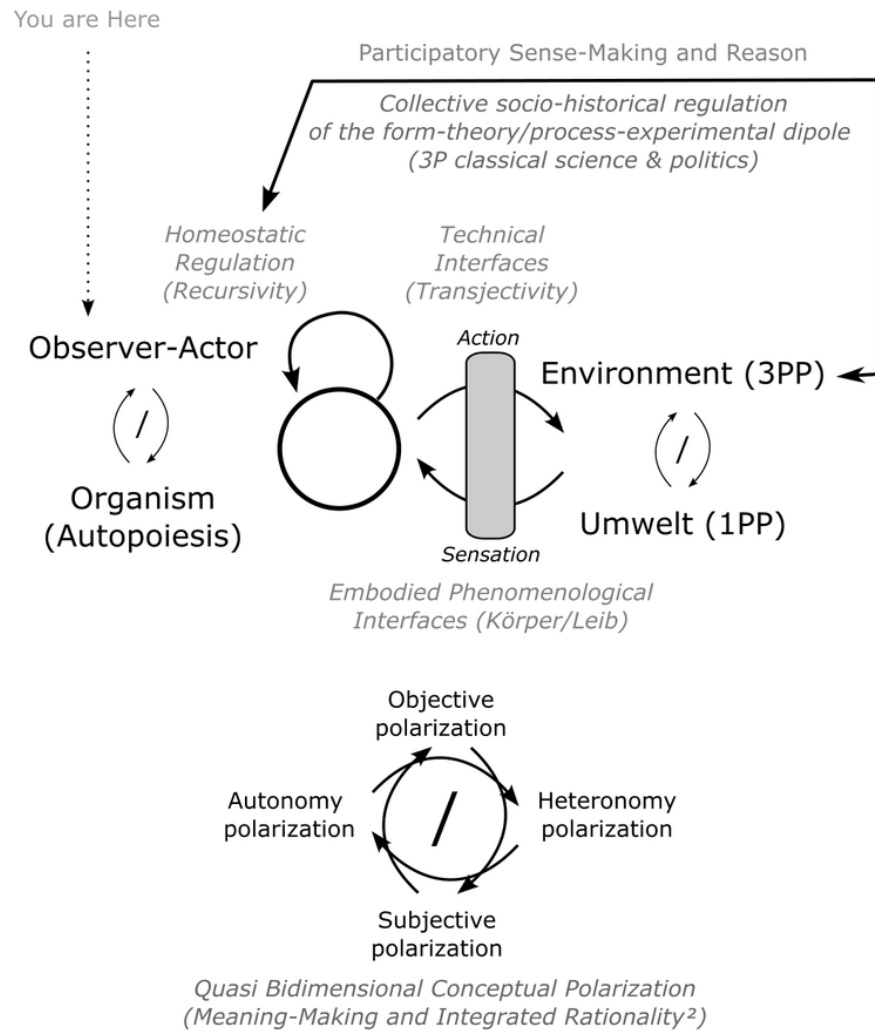 You are Here
Participatory Sense-Making and Reason
Collective socio-historical regulation
of the form-theory/process-experimental dipole
(3P classical science & politics)
Homeostatic
Regulation
(Recursivity)
Technical
Interfaces
(Transjectivity)
Observer-Actor
/
Organism
(Autopoiesis)
Action
Sensation
Environment (3PP)
/
Umwelt (1PP)
Embodied Phenomenological
Interfaces (Körper/Leib)
Objective
polarization
Autonomy
polarization
/
Heteronomy
polarization
Subjective
polarization
Quasi Bidimensional Conceptual Polarization
(Meaning-Making and Integrated Rationality²)